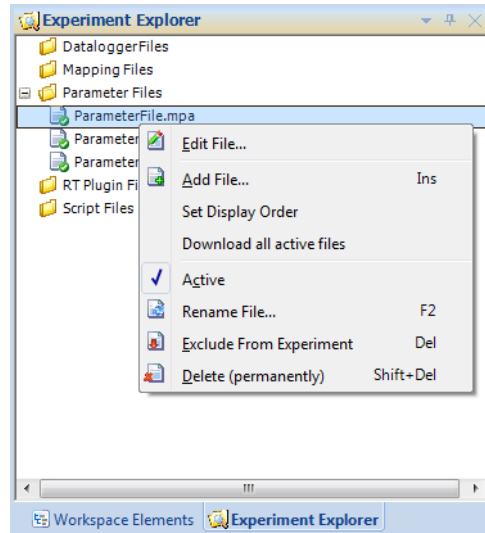 Experiment Explorer
DataloggerFiles
Mapping Files
Parameter Files
ParameterFile.mpa
Parameter
Parameter
RT Plugin Fi
Script Files
Edit File...
Add File... Ins
Set Display Order
Download all active files
Active
Rename File... F2
Exclude From Experiment Del
Delete (permanently) Shift+Del
Workspace Elements Experiment Explorer